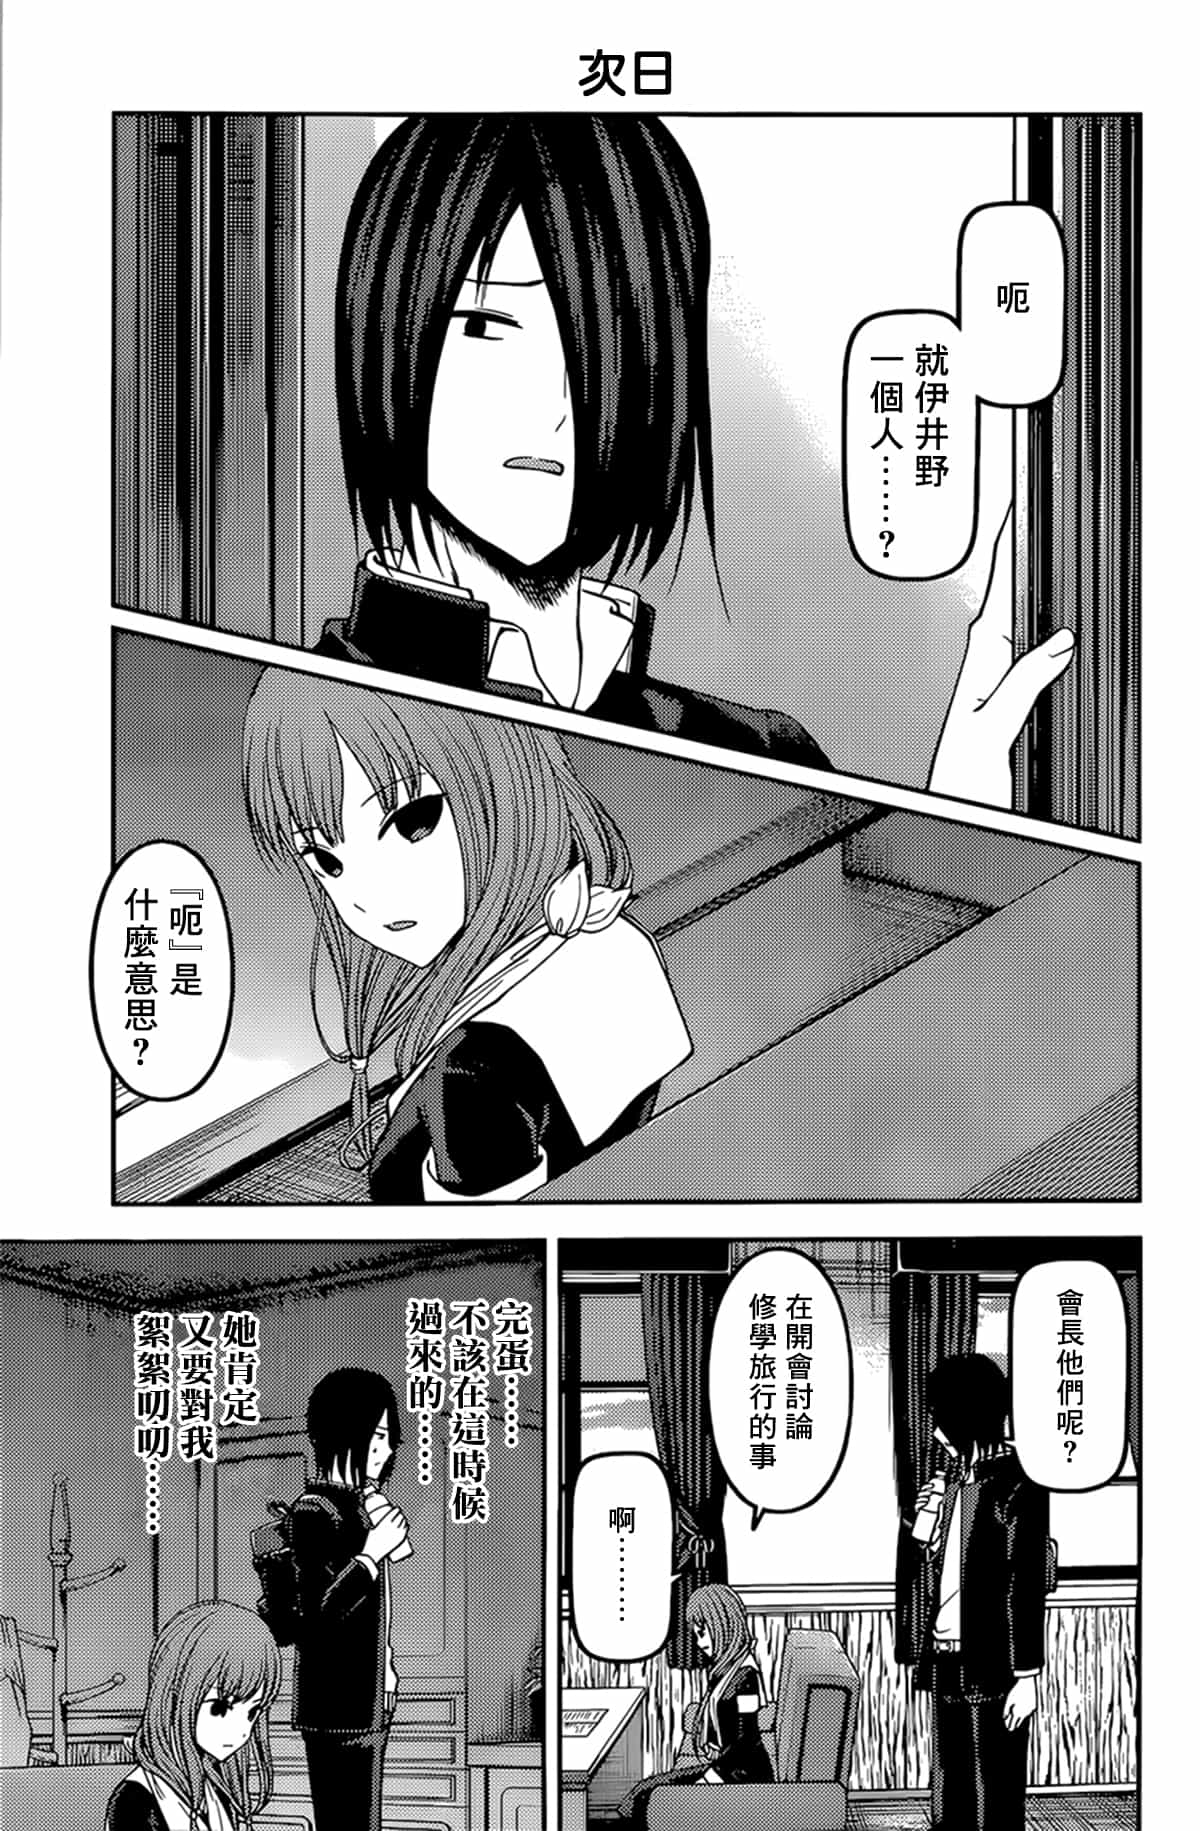 次日
呃
就伊井野
一個人……?
『呃』是
什麼意思?
會長他們呢?
在開會討論
修學旅行的事
啊………
完蛋……
不該在這時候
過來的……
她肯定
又要對我
絮絮叨叨……